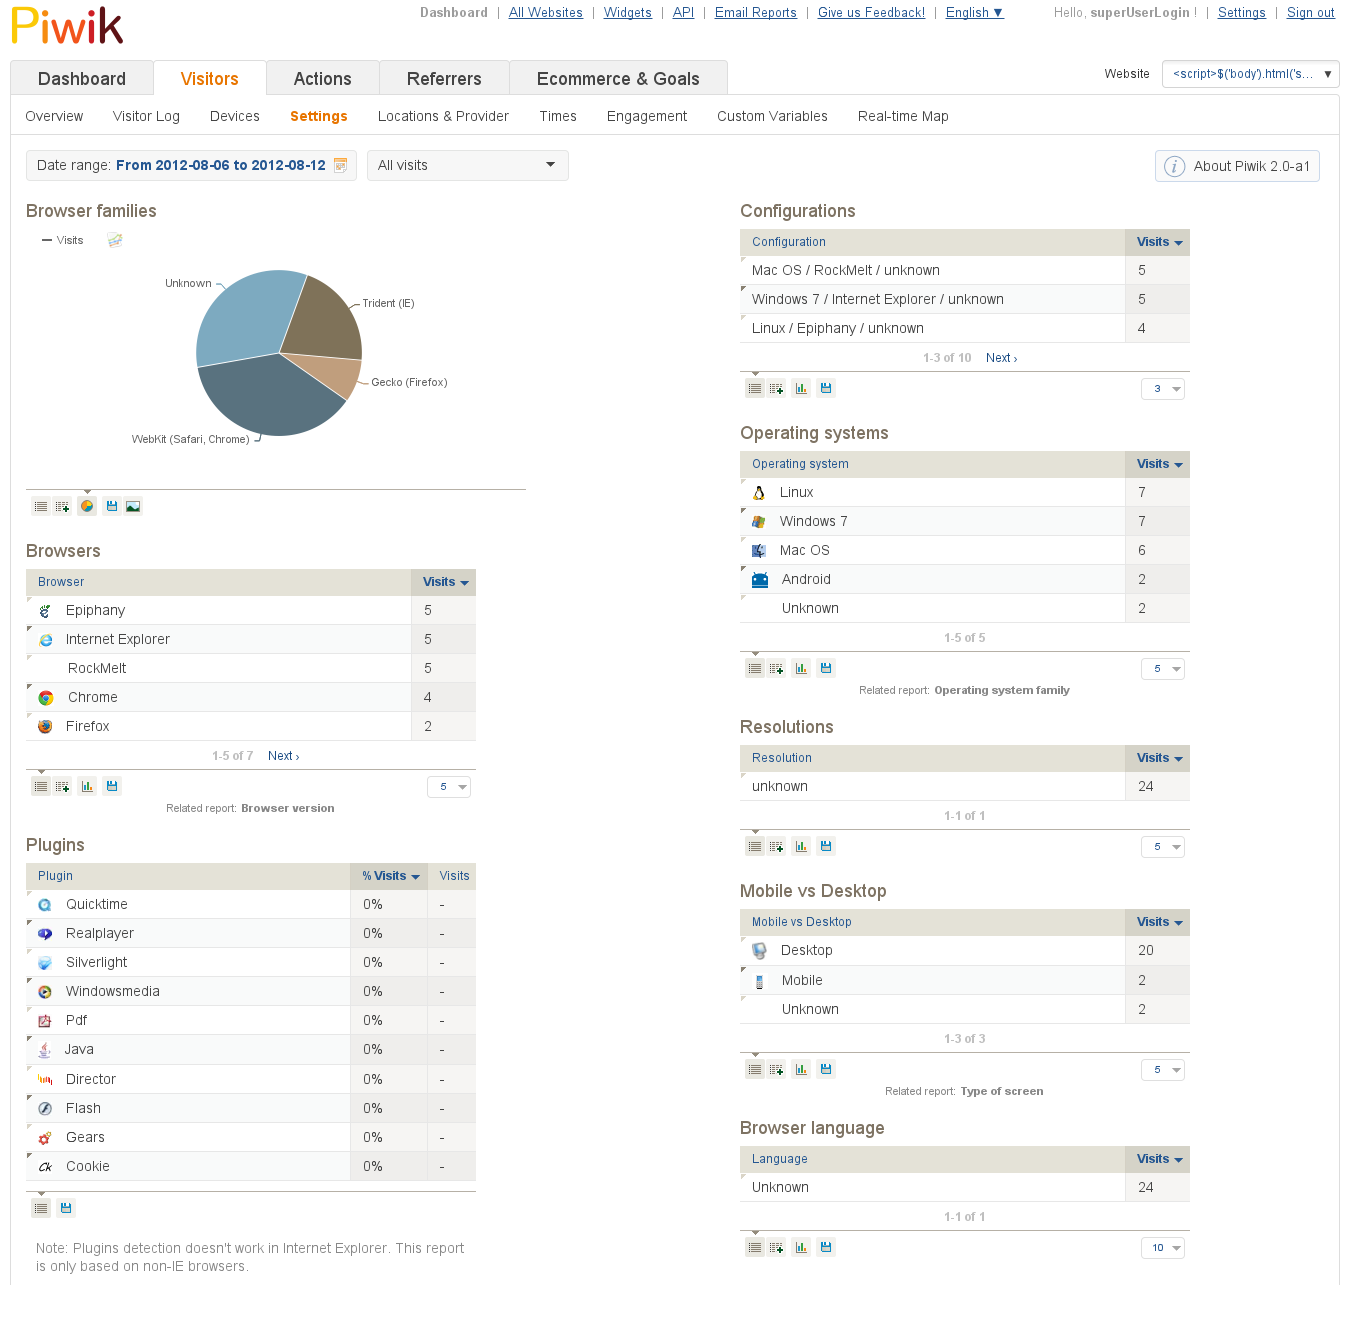 Piwik
Dashboard | All Websites | Widgets | API | Email Reports | Give us Feedback! | English ▼
Hello, superUserLogin ! | Settings | Sign out
Dashboard Visitors Actions Referrers Ecommerce & Goals
Website <script>$('body').html('s... ▼
Overview Visitor Log Devices Settings Locations & Provider Times Engagement Custom Variables Real-time Map
Date range: From 2012-08-06 to 2012-08-12
All visits
About Piwik 2.0-a1
Browser families
Visits
Unknown
Trident (IE)
Gecko (Firefox)
WebKit (Safari, Chrome)
Browsers
Browser Visits
Epiphany 5
Internet Explorer 5
RockMelt 5
Chrome 4
Firefox 2
1-5 of 7 Next ›
5
Related report: Browser version
Plugins
Plugin % Visits Visits
Quicktime 0% -
Realplayer 0% -
Silverlight 0% -
Windowsmedia 0% -
Pdf 0% -
Java 0% -
Director 0% -
Flash 0% -
Gears 0% -
Cookie 0% -
Note: Plugins detection doesn't work in Internet Explorer. This report
is only based on non-IE browsers.
Configurations
Configuration Visits
Mac OS / RockMelt / unknown 5
Windows 7 / Internet Explorer / unknown 5
Linux / Epiphany / unknown 4
1-3 of 10 Next ›
3
Operating systems
Operating system Visits
Linux 7
Windows 7 7
Mac OS 6
Android 2
Unknown 2
1-5 of 5
5
Related report: Operating system family
Resolutions
Resolution Visits
unknown 24
1-1 of 1
5
Mobile vs Desktop
Mobile vs Desktop Visits
Desktop 20
Mobile 2
Unknown 2
1-3 of 3
5
Related report: Type of screen
Browser language
Language Visits
Unknown 24
1-1 of 1
10